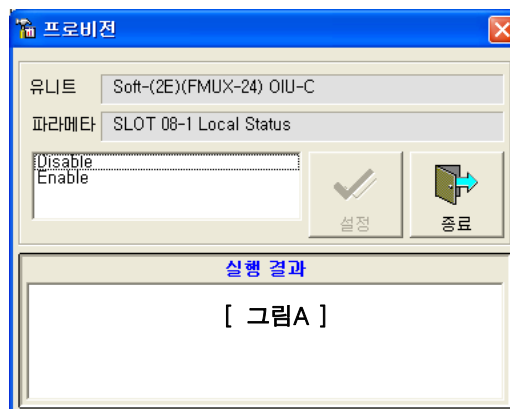 프로비전
유니트 Soft-(2E)(FMUX-24) OIU-C
파라메타 SLOT 08-1 Local Status
Disable
Enable
설정
종료
실행 결과
[ 그림A ]